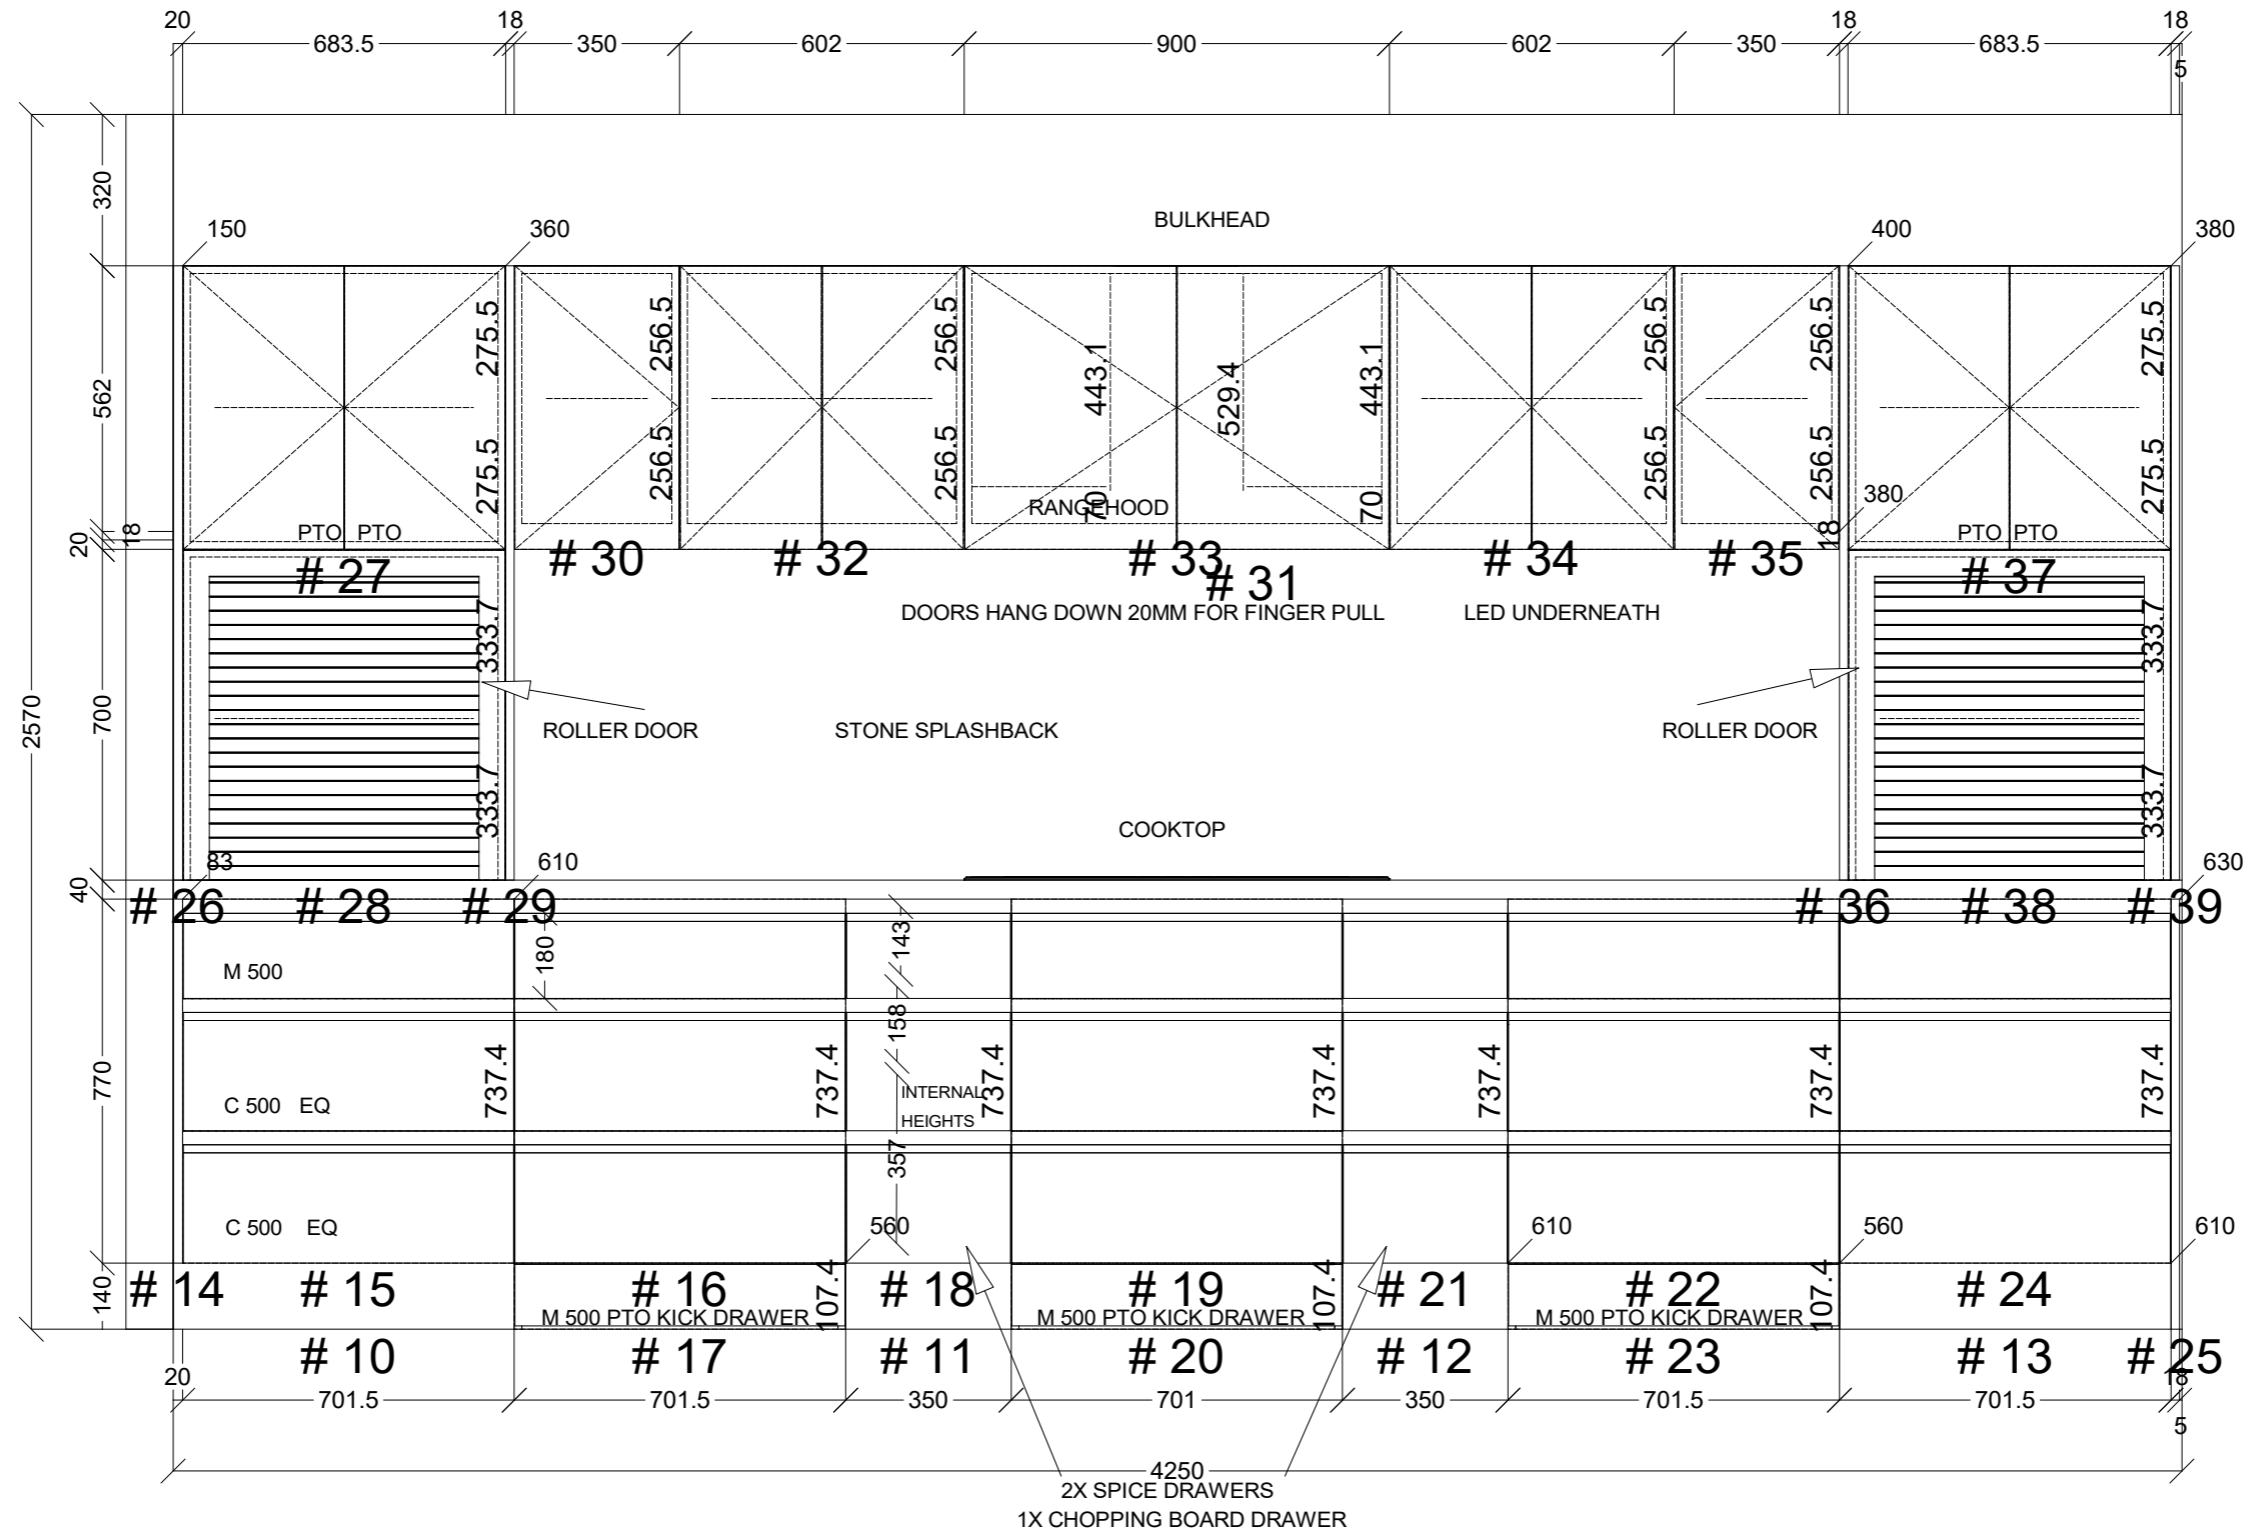 20 18 18 18
683.5 350 602 900 602 350 683.5
5
320
BULKHEAD
150 360 400 380
275.5 256.5 256.5 256.5 256.5 275.5
443.1 529.4 443.1
562
275.5 256.5 256.5 256.5 256.5 275.5
70 70
380
RANGEHOOD
20 18 18
PTO PTO PTO PTO
# 27 # 30 # 32 # 33 # 34 # 35 # 37
# 31
DOORS HANG DOWN 20MM FOR FINGER PULL LED UNDERNEATH
333.7 333.7
2570
700
ROLLER DOOR STONE SPLASHBACK ROLLER DOOR
333.7 333.7
COOKTOP
83 610 630
40
# 26 # 28 # 29 # 36 # 38 # 39
180 143
M 500
158
770
737.4 737.4 737.4 737.4 737.4 737.4 737.4
INTERNAL
HEIGHTS
C 500 EQ
357
C 500 EQ
560 610 560 610
140
# 14 # 15 # 16 # 18 # 19 # 21 # 22 # 24
107.4 107.4 107.4
M 500 PTO KICK DRAWER M 500 PTO KICK DRAWER M 500 PTO KICK DRAWER
# 10 # 17 # 11 # 20 # 12 # 23 # 13 # 25
20 18
701.5 701.5 350 701 350 701.5 701.5
5
4250
2X SPICE DRAWERS
1X CHOPPING BOARD DRAWER